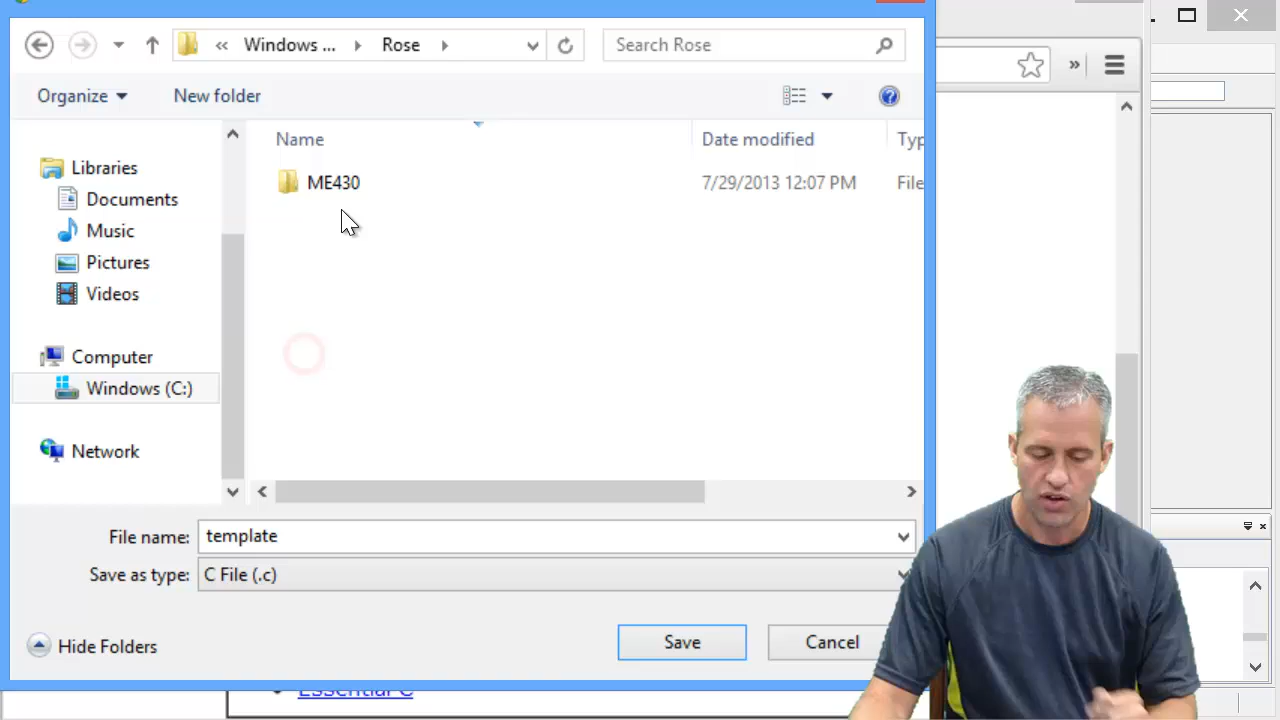 « Windows ... Rose
Search Rose
»
Organize
New folder
Name
Date modified
Typ
Libraries
Documents
Music
Pictures
Videos
Computer
Windows (C:)
Network
ME430
7/29/2013 12:07 PM
File
File name: template
Save as type: C File (.c)
Hide Folders
Save
Cancel
Essential C